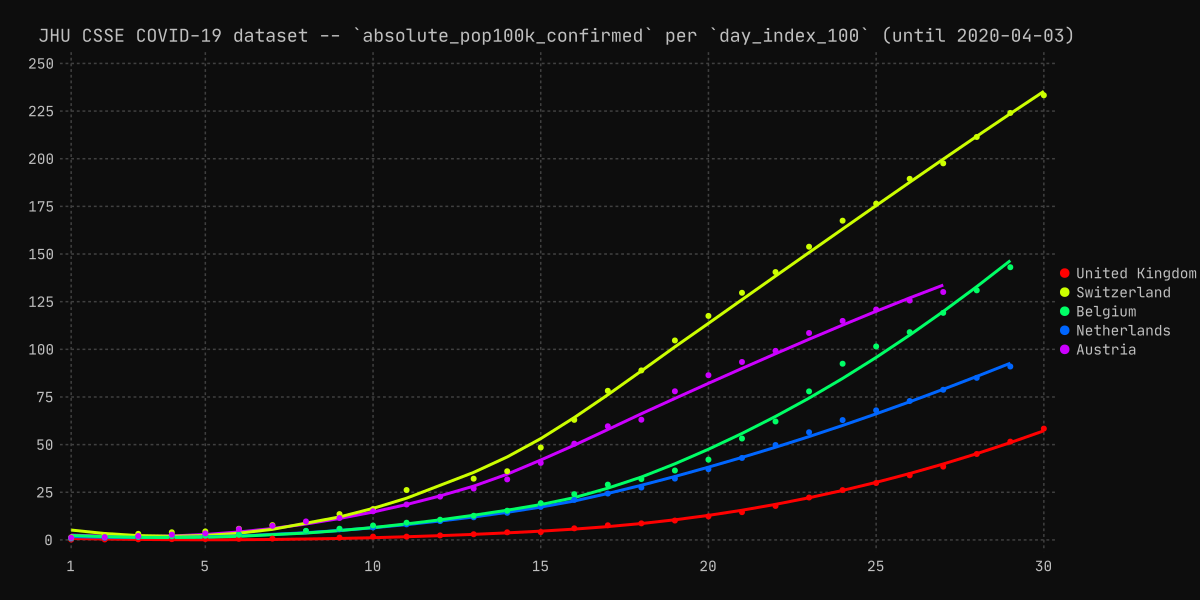 JHU CSSE COVID-19 dataset -- `absolute_pop100k_confirmed` per `day_index_100` (until 2020-04-03)
250
225
200
175
150
125
100
75
50
25
0
1 5 10 15 20 25 30
United Kingdom
Switzerland
Belgium
Netherlands
Austria